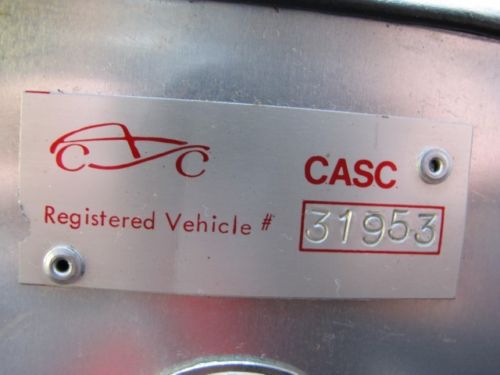 CASC
Registered Vehicle # 31953